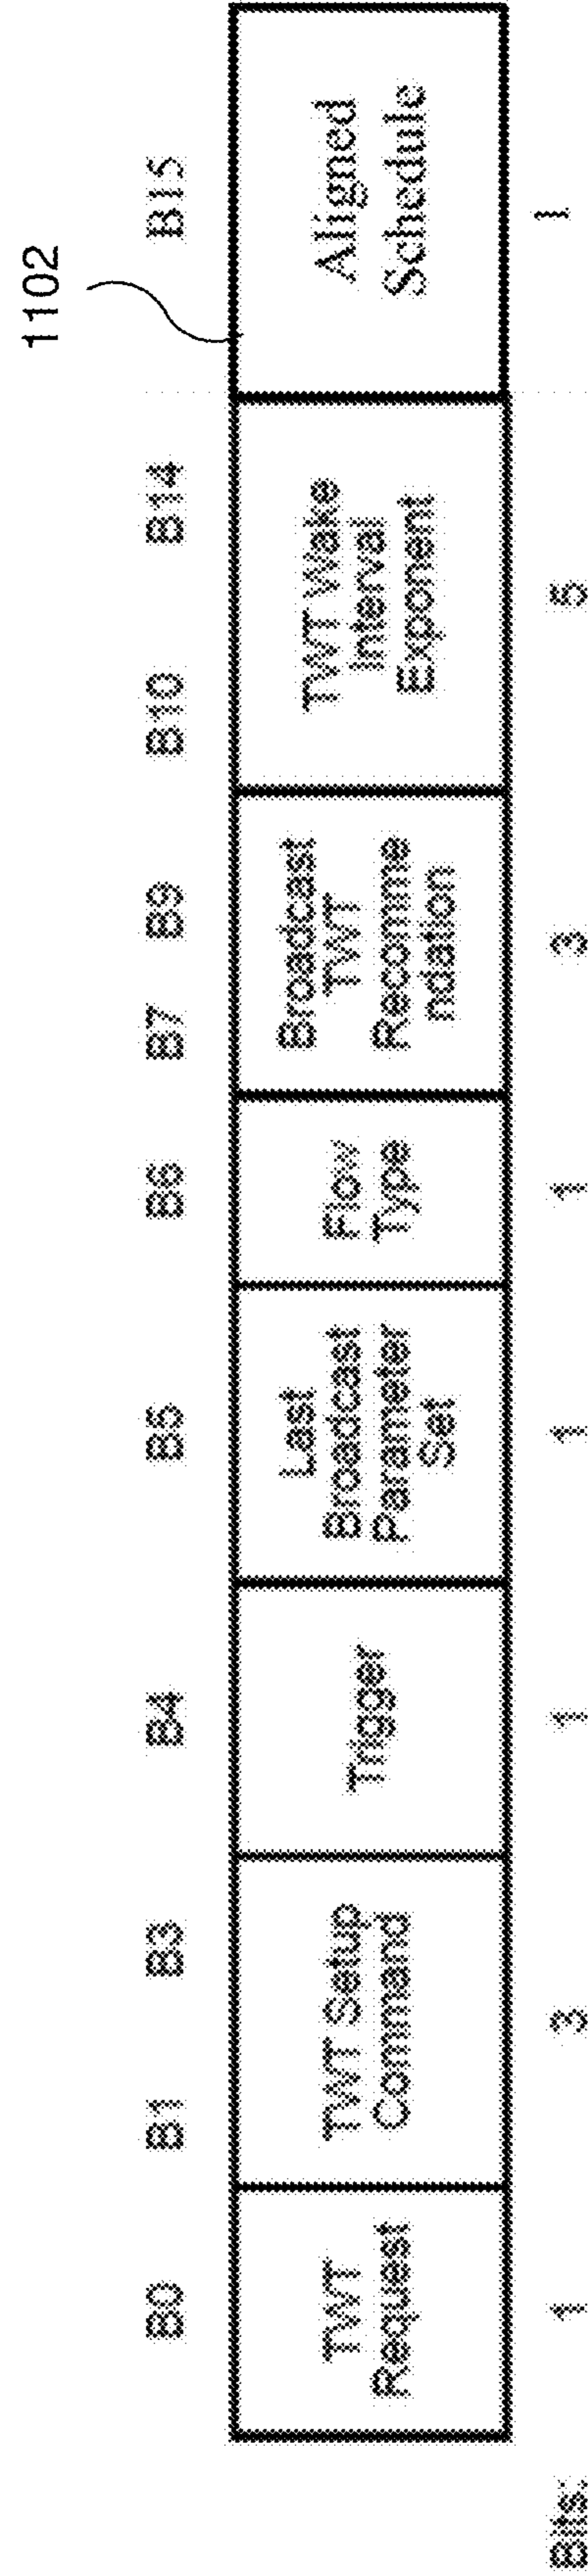 1102
B0 B1 B3 B4 B5 B6 B7 B9 B10 B14 B15
TWT
Request
TWT Setup
Command
Trigger
Last
Broadcast
Parameter
Set
Flow
Type
Broadcast
TWT
Recomme
ndation
TWT Wake
Interval
Exponent
Aligned
Schedule
Bits: 1 3 1 1 1 3 5 1